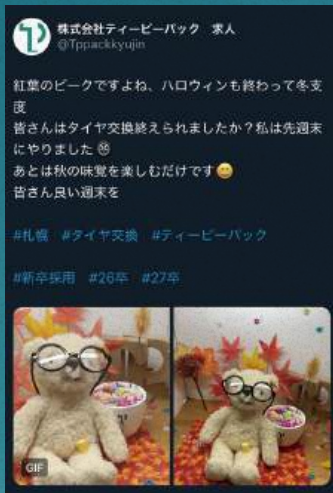 株式会社ティーピーパック 求人
@Tppackkyujin
紅葉のピークですよね、ハロウィンも終わって冬支
度
皆さんはタイヤ交換終えられましたか？私は先週末
にやりました
あとは秋の味覚を楽しむだけです😄
皆さん良い週末を
#札幌 #タイヤ交換 #ティーピーパック
#新卒採用 #26卒 #27卒
GIF